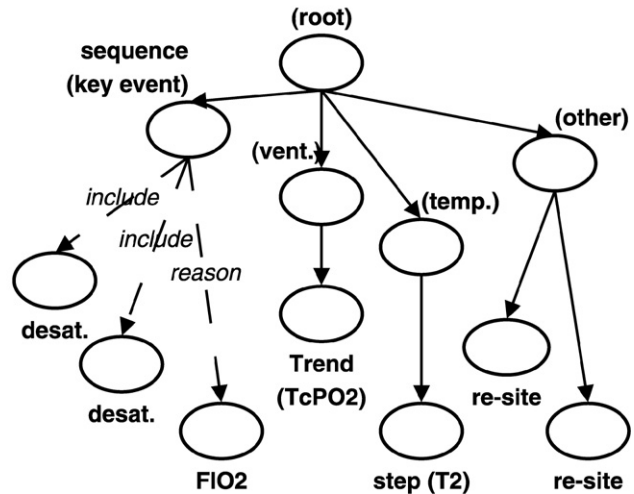 (root)
sequence
(key event)
(vent.)
(other)
(temp.)
include
include
reason
desat.
desat.
Trend
(TcPO2)
re-site
FIO2
step (T2)
re-site